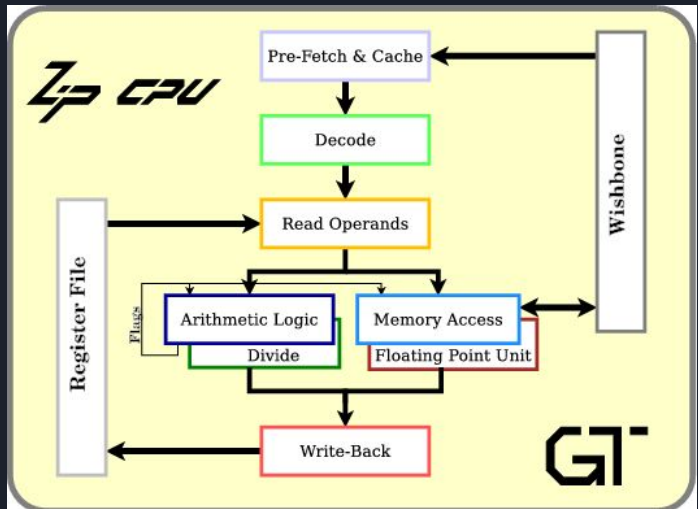 Zip CPU
Pre-Fetch & Cache
Decode
Read Operands
Register File
Wishbone
Flags
Arithmetic Logic
Memory Access
Divide
Floating Point Unit
Write-Back
GT